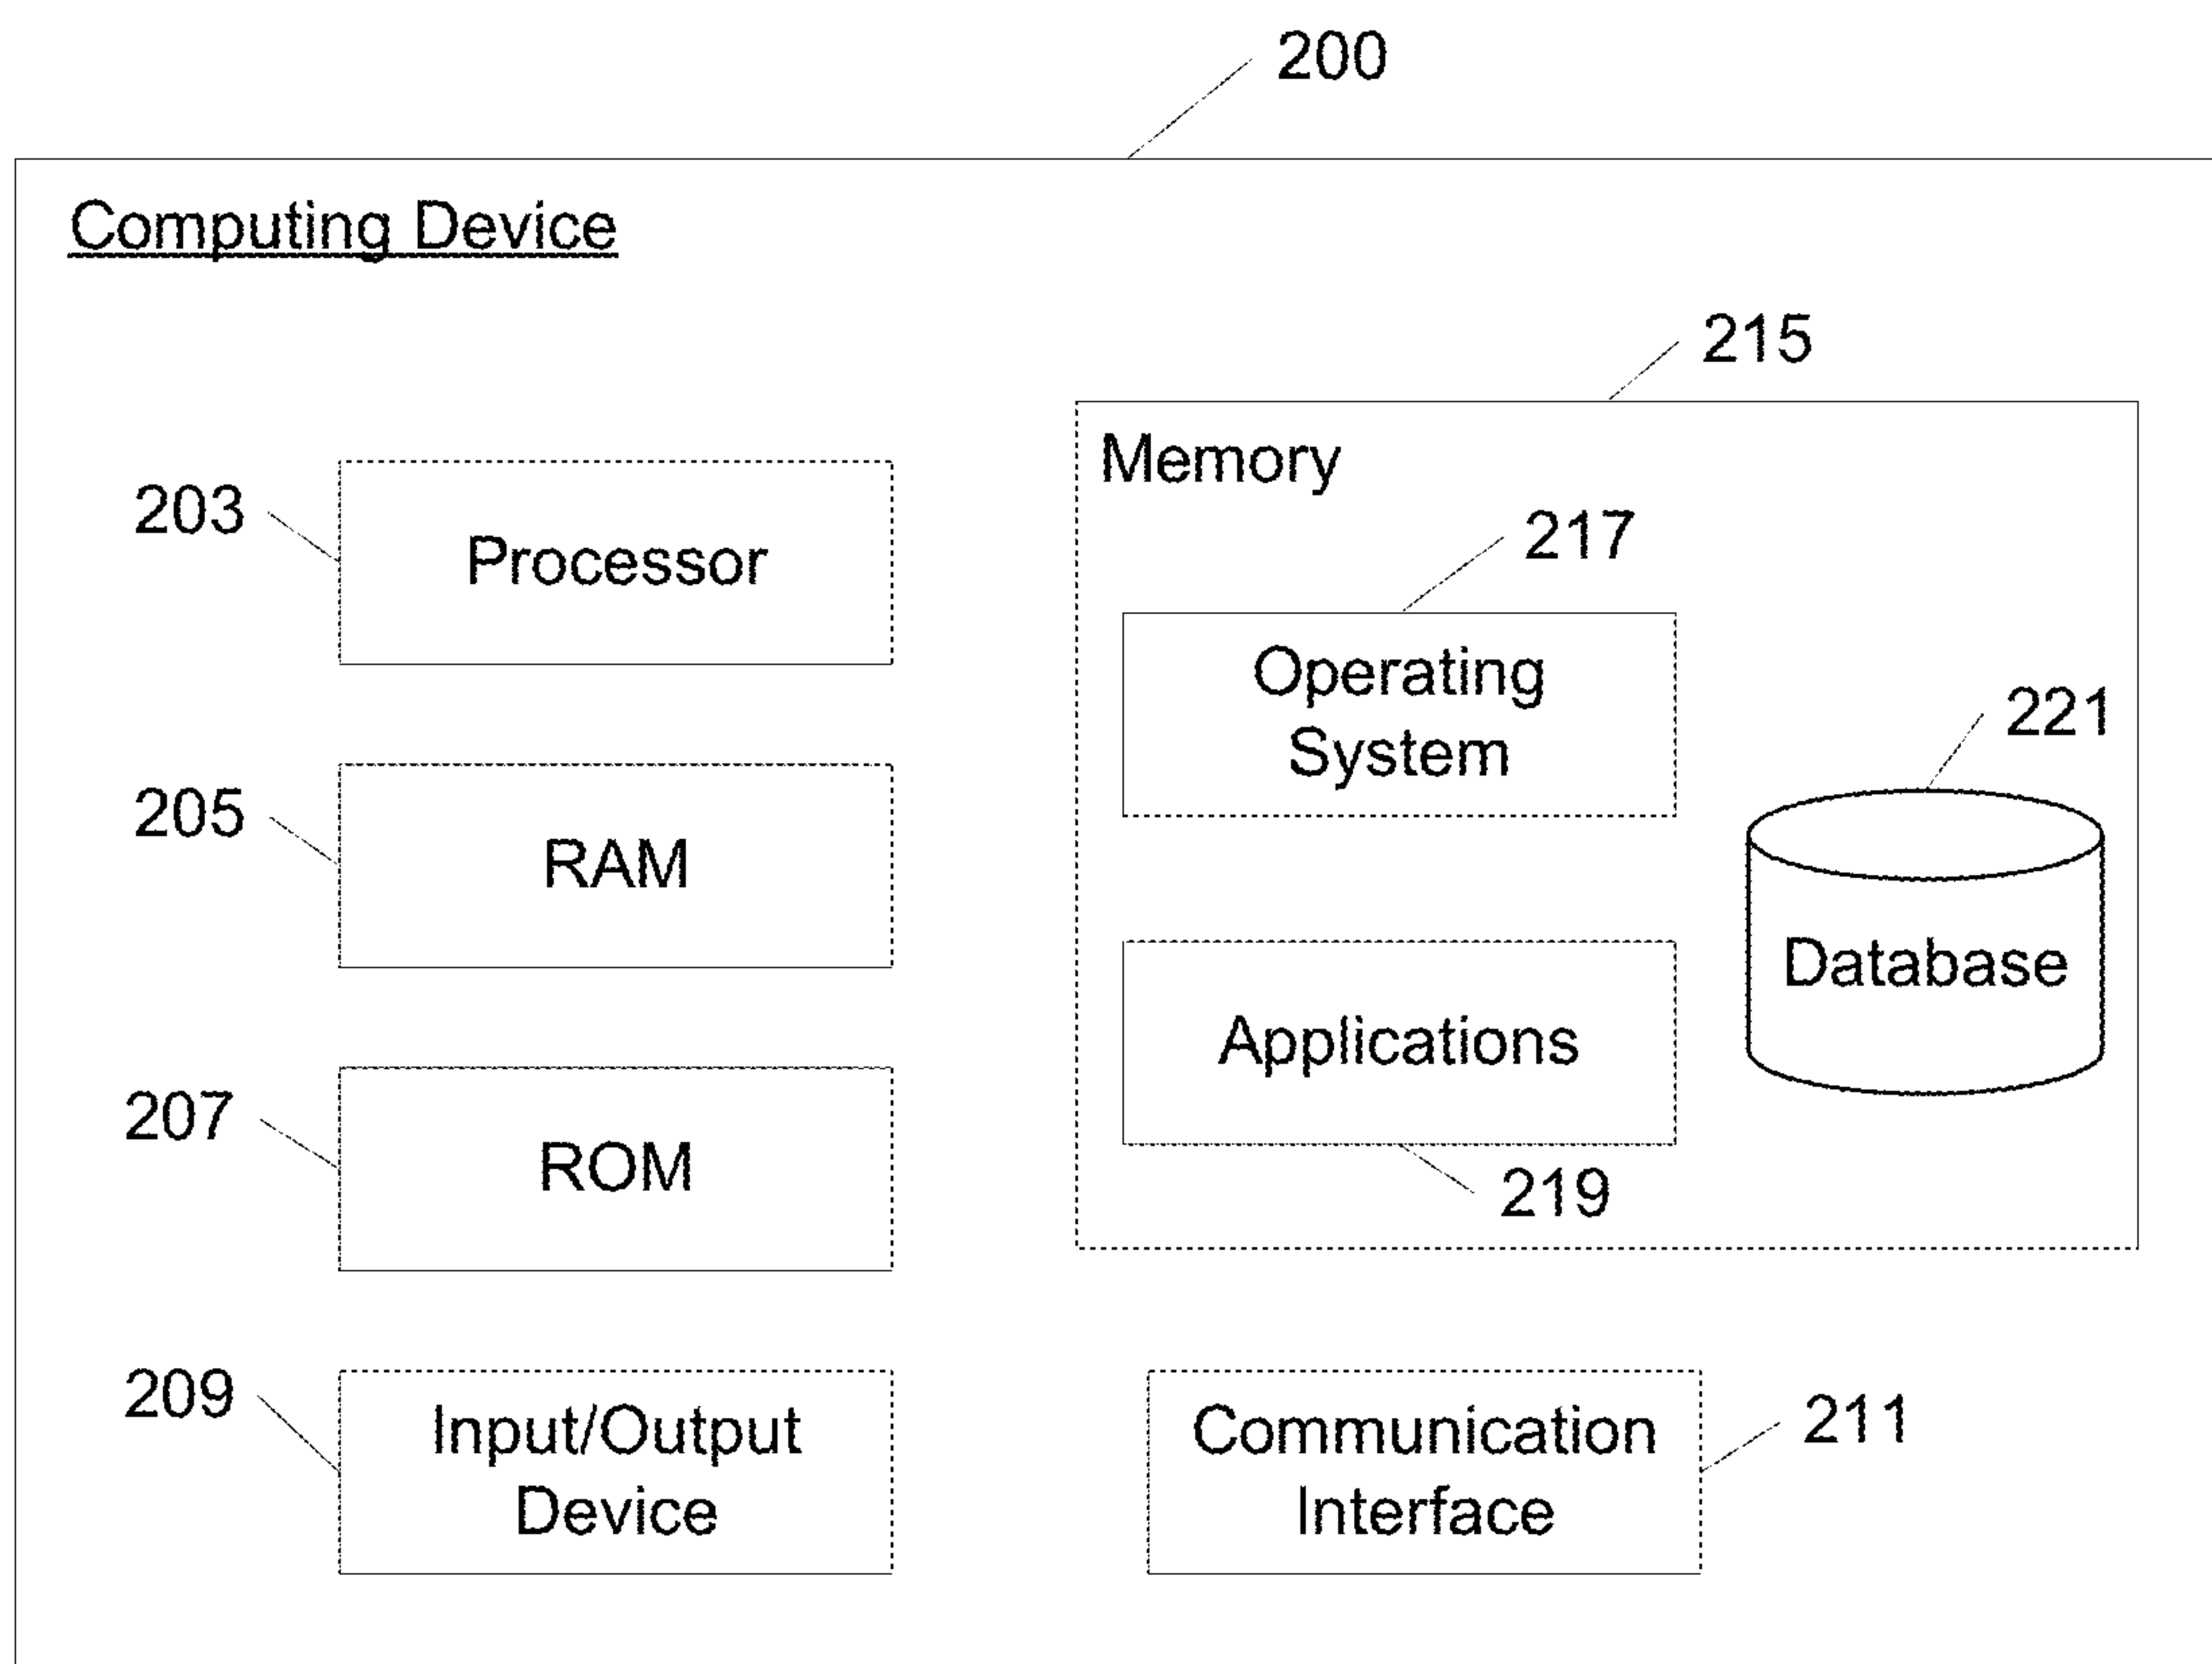 200
Computing Device
215
Memory
203
Processor
217
Operating
System
221
205
RAM
Database
Applications
207
ROM
219
209
Input/Output
Device
Communication
Interface
211